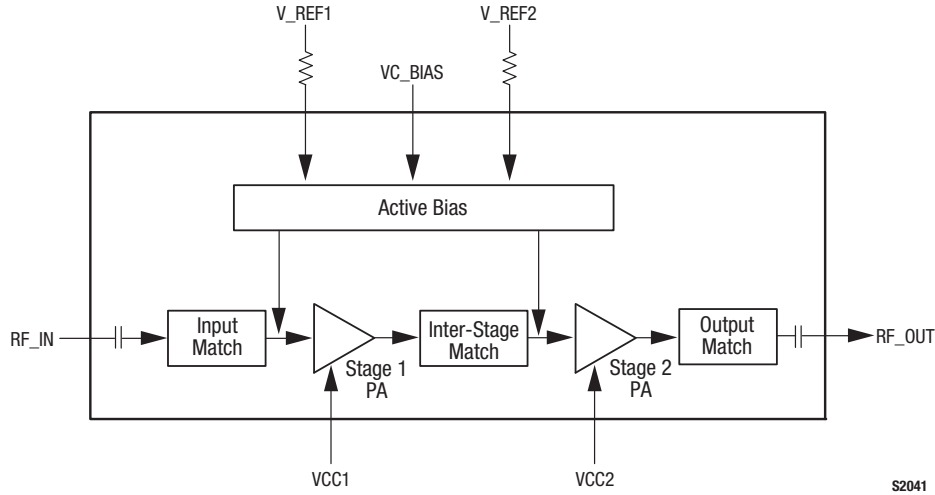 V_REF1
V_REF2
VC_BIAS
Active Bias
RF_IN
Input
Match
Stage 1
PA
Inter-Stage
Match
Stage 2
PA
Output
Match
RF_OUT
VCC1
VCC2
S2041